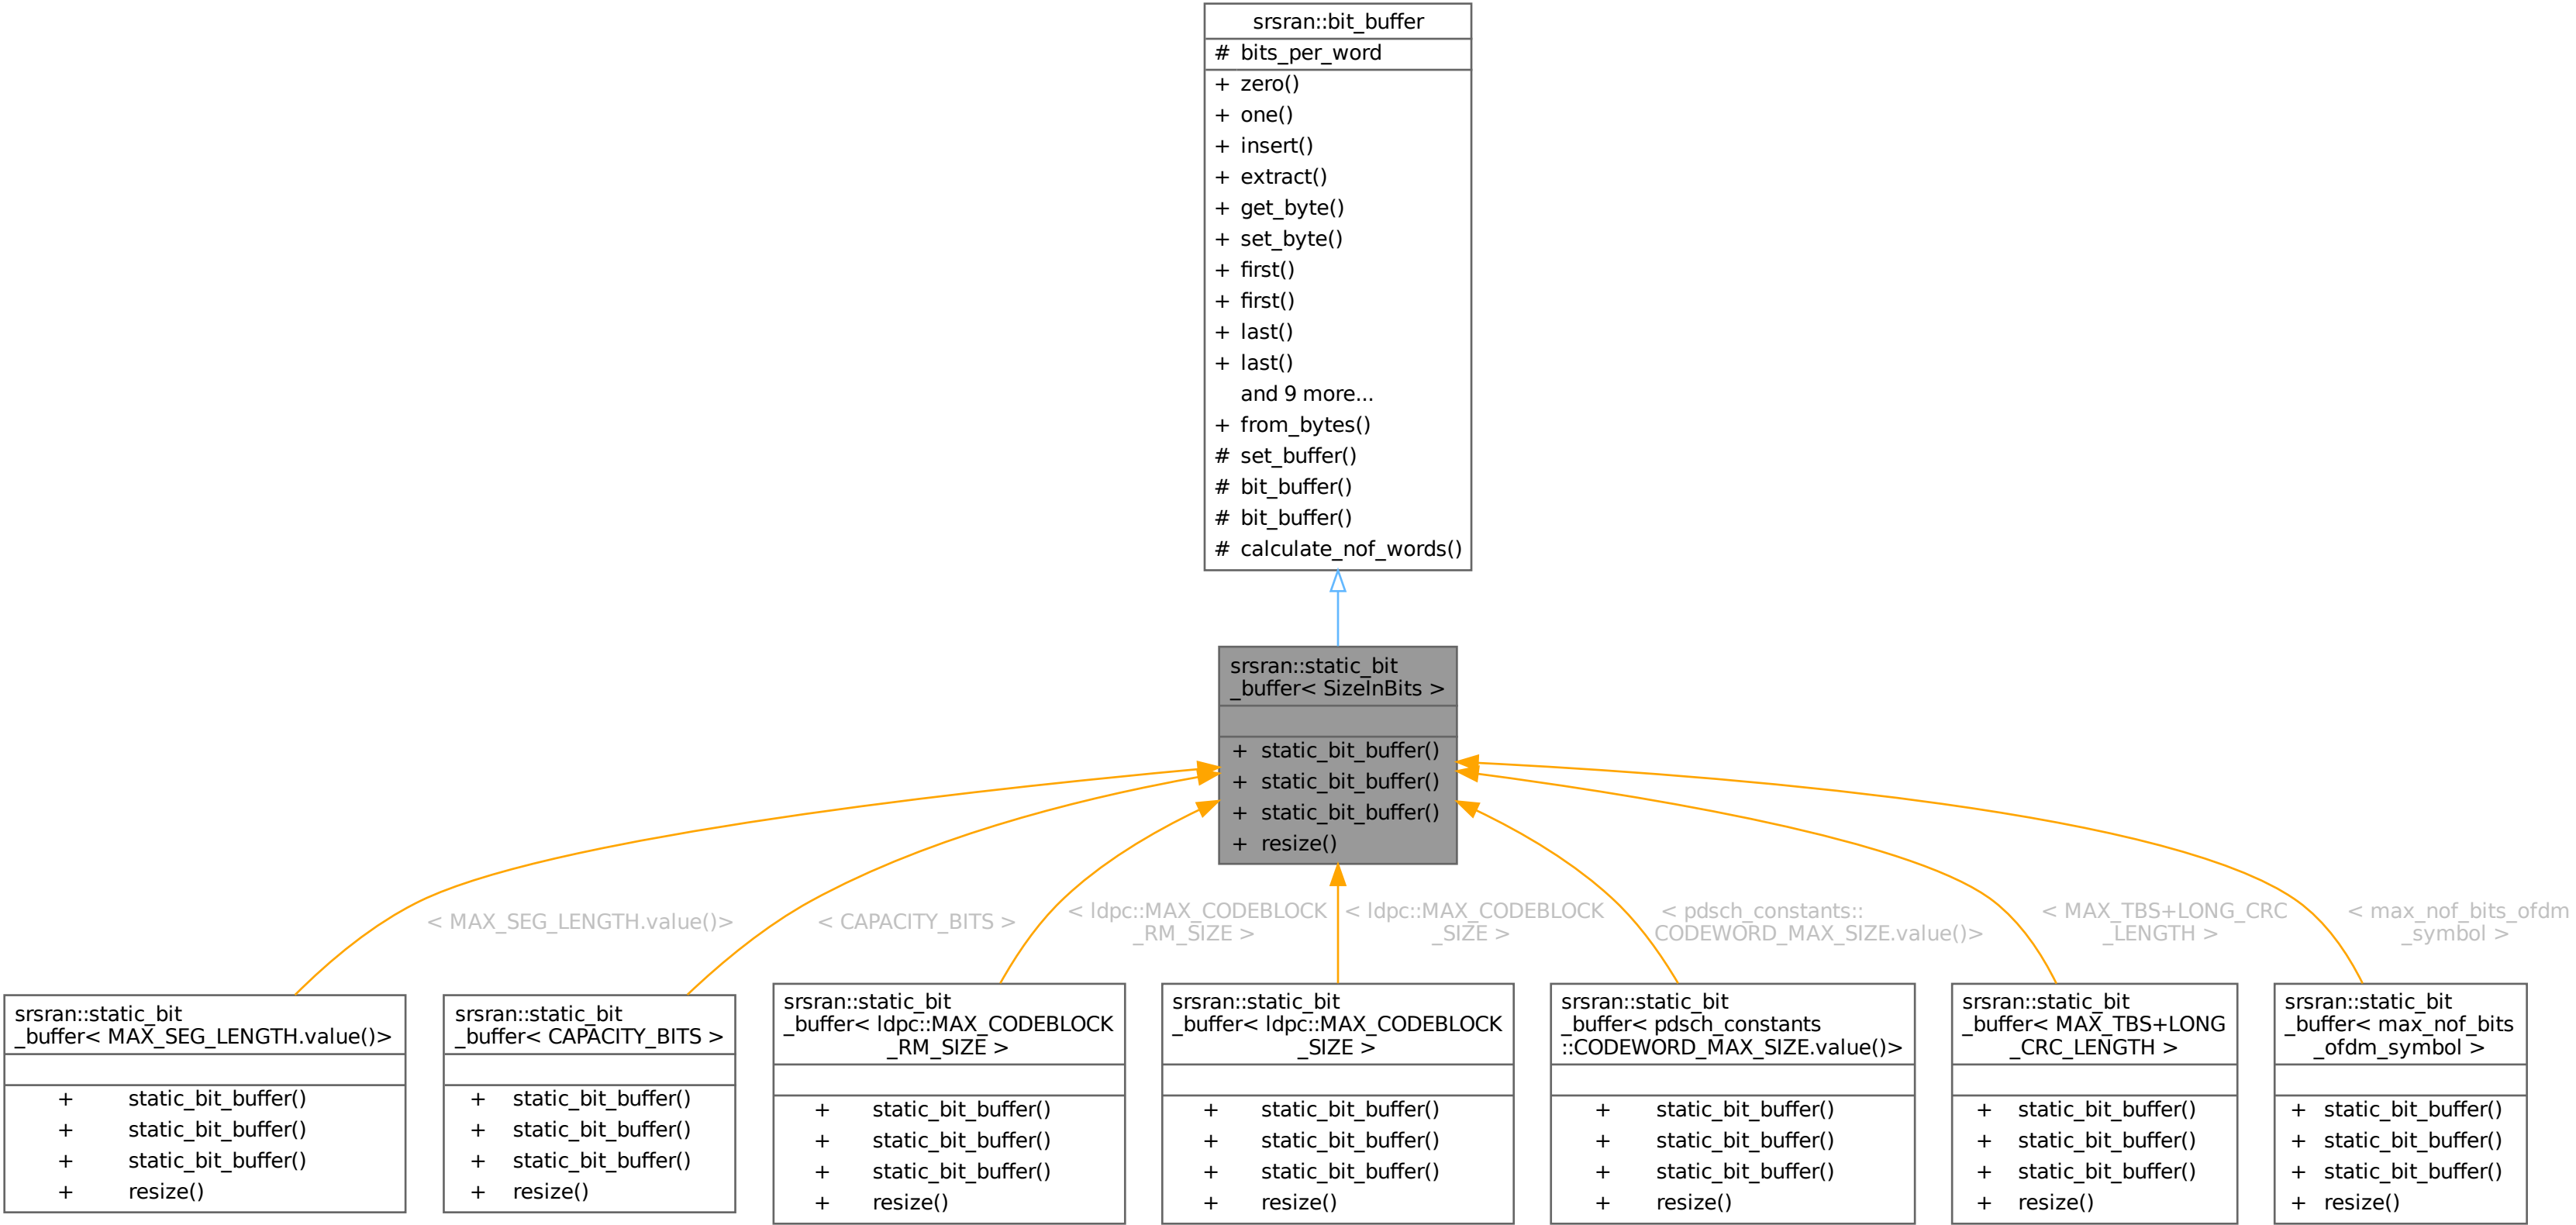 srsran::bit_buffer
# bits_per_word
+ zero()
+ one()
+ insert()
+ extract()
+ get_byte()
+ set_byte()
+ first()
+ first()
+ last()
+ last()
and 9 more...
+ from_bytes()
# set_buffer()
# bit_buffer()
# bit_buffer()
# calculate_nof_words()
srsran::static_bit
_buffer< SizeInBits >
+ static_bit_buffer()
+ static_bit_buffer()
+ static_bit_buffer()
+ resize()
< MAX_SEG_LENGTH.value()>
< CAPACITY_BITS >
< ldpc::MAX_CODEBLOCK
_RM_SIZE >
< ldpc::MAX_CODEBLOCK
_SIZE >
< pdsch_constants::
CODEWORD_MAX_SIZE.value()>
< MAX_TBS+LONG_CRC
_LENGTH >
< max_nof_bits_ofdm
_symbol >
srsran::static_bit
_buffer< MAX_SEG_LENGTH.value()>
+ static_bit_buffer()
+ static_bit_buffer()
+ static_bit_buffer()
+ resize()
srsran::static_bit
_buffer< CAPACITY_BITS >
+ static_bit_buffer()
+ static_bit_buffer()
+ static_bit_buffer()
+ resize()
srsran::static_bit
_buffer< ldpc::MAX_CODEBLOCK
_RM_SIZE >
+ static_bit_buffer()
+ static_bit_buffer()
+ static_bit_buffer()
+ resize()
srsran::static_bit
_buffer< ldpc::MAX_CODEBLOCK
_SIZE >
+ static_bit_buffer()
+ static_bit_buffer()
+ static_bit_buffer()
+ resize()
srsran::static_bit
_buffer< pdsch_constants
::CODEWORD_MAX_SIZE.value()>
+ static_bit_buffer()
+ static_bit_buffer()
+ static_bit_buffer()
+ resize()
srsran::static_bit
_buffer< MAX_TBS+LONG
_CRC_LENGTH >
+ static_bit_buffer()
+ static_bit_buffer()
+ static_bit_buffer()
+ resize()
srsran::static_bit
_buffer< max_nof_bits
_ofdm_symbol >
+ static_bit_buffer()
+ static_bit_buffer()
+ static_bit_buffer()
+ resize()